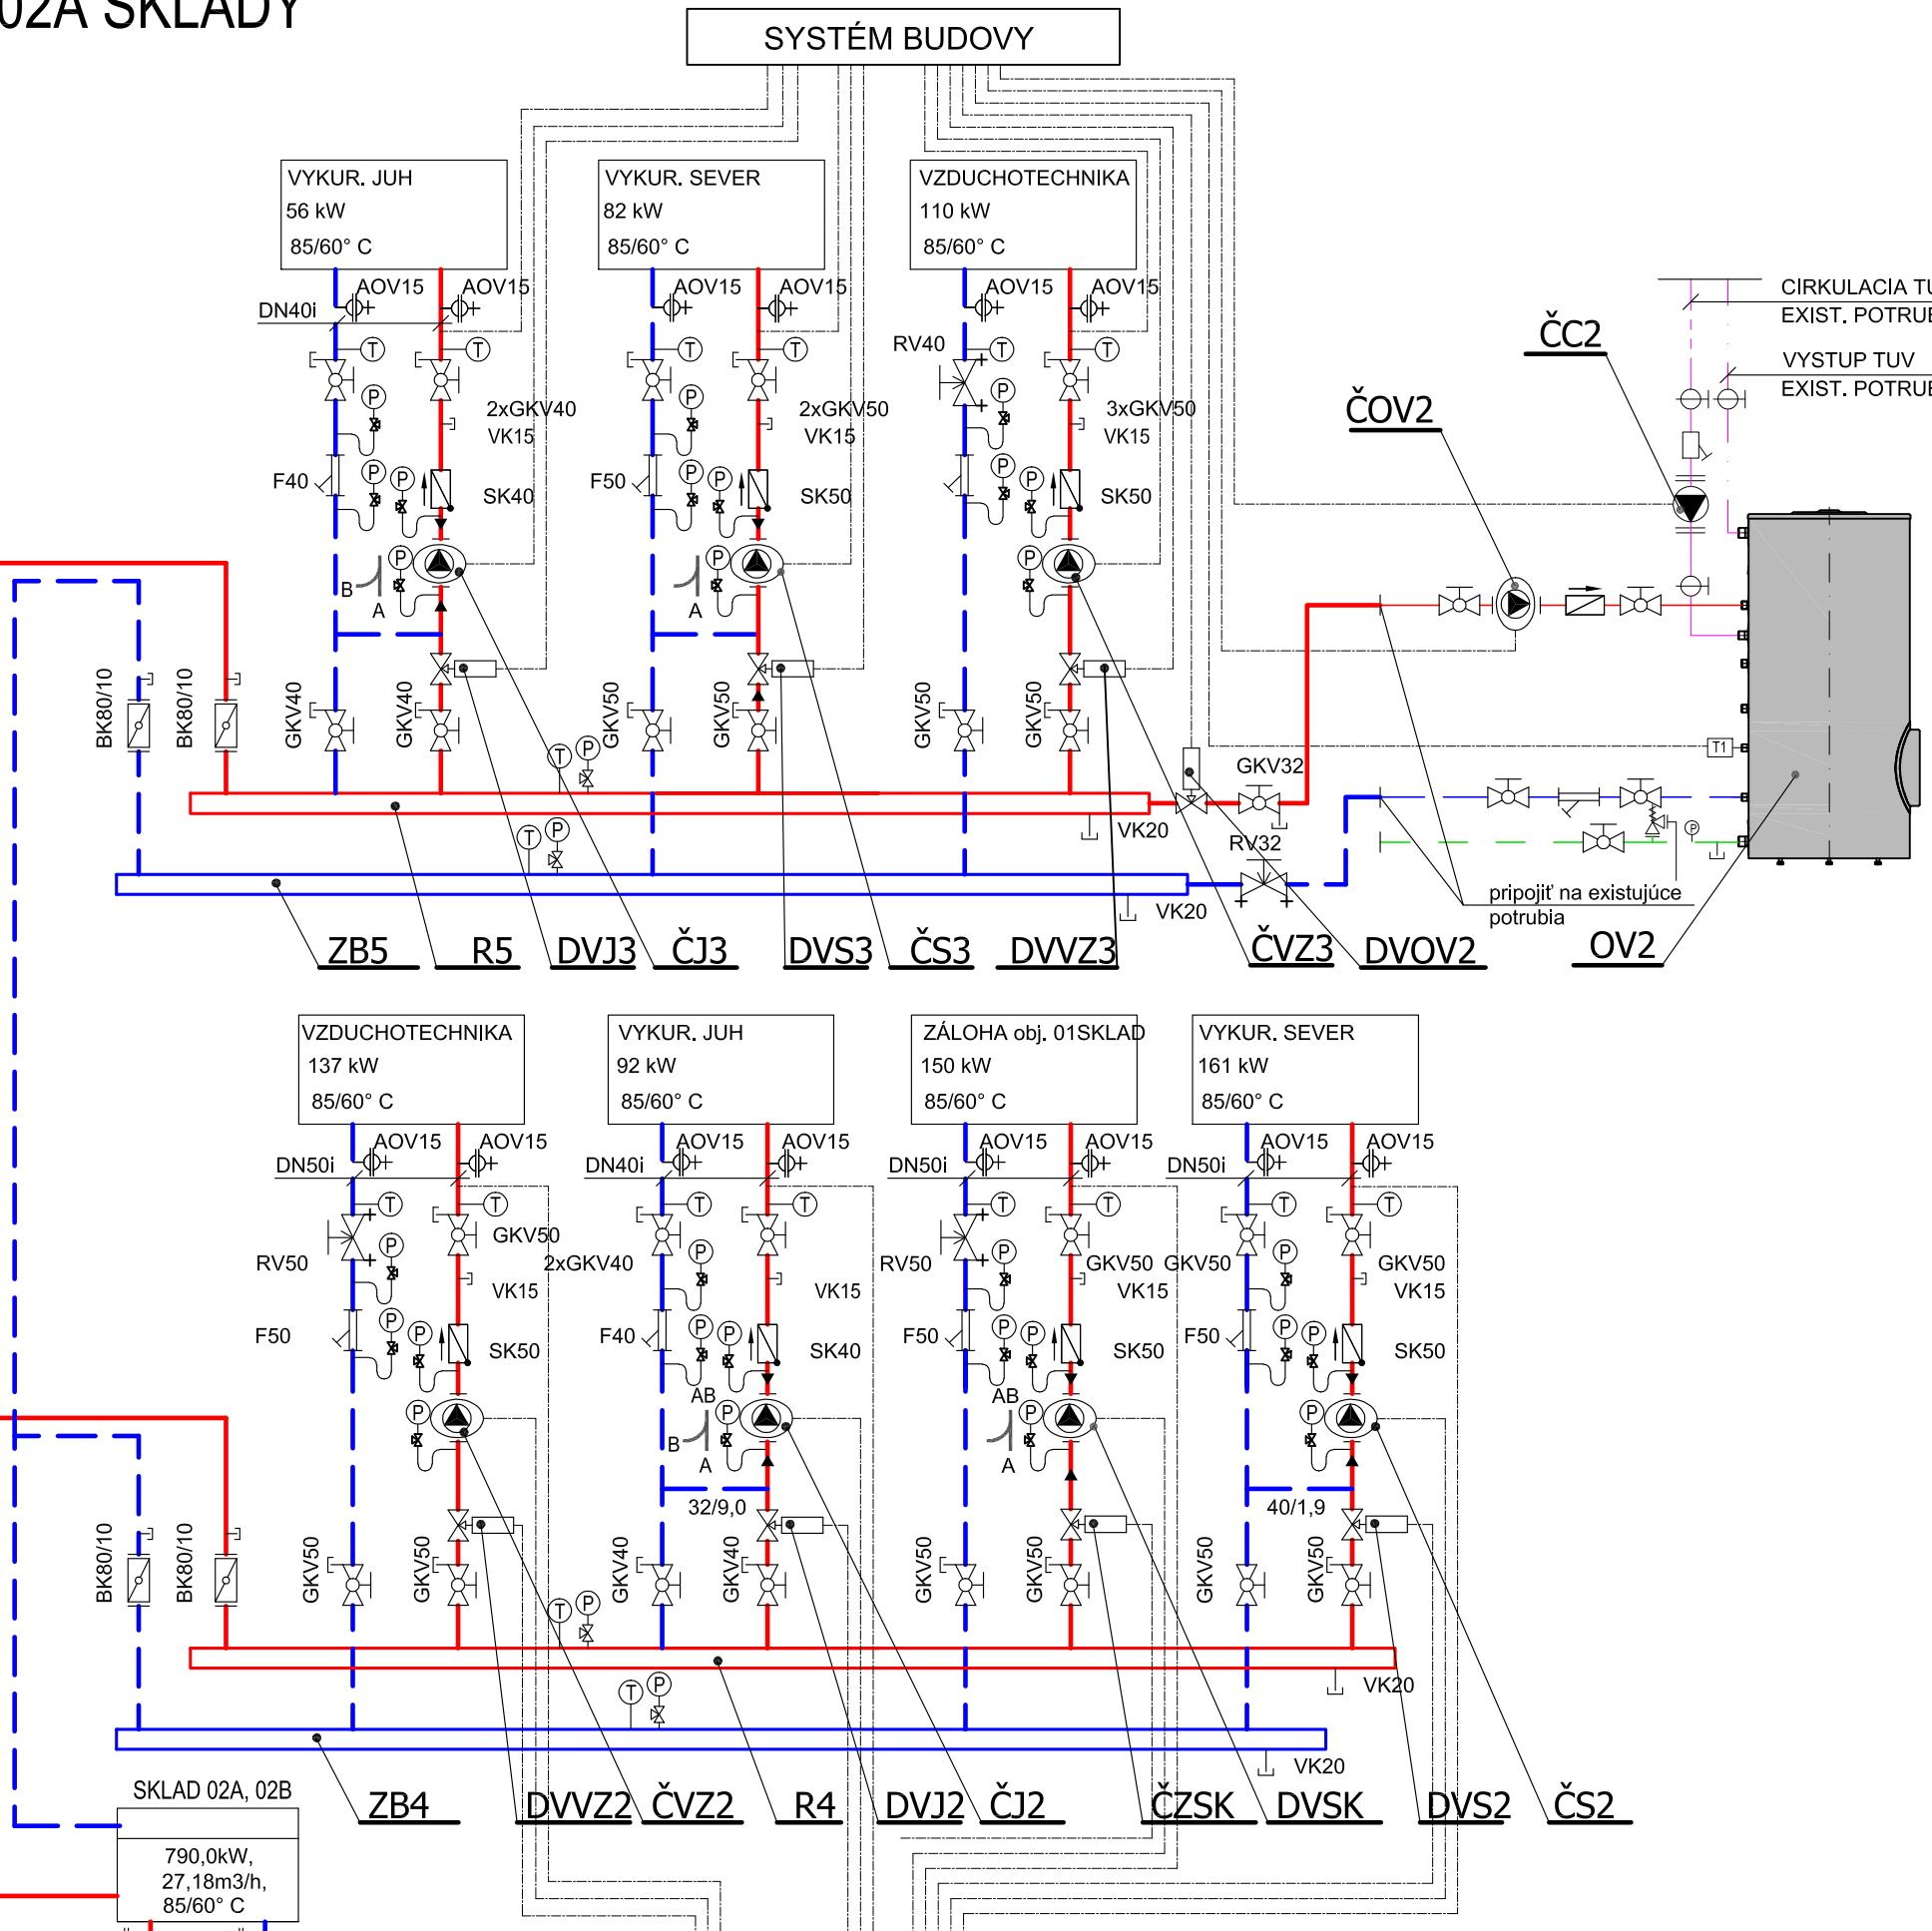 02A SKLADY
SYSTÉM BUDOVY
VYKUR. JUH
56 kW
85/60° C
VYKUR. SEVER
82 kW
85/60° C
VZDUCHOTECHNIKA
110 kW
85/60° C
AOV15 AOV15 AOV15 AOV15 AOV15 AOV15
DN40i
CIRKULACIA
EXIST.
VYSTUP TUV
EXIST.
ČC2
ČOV2
T T T T RV40 T T
P P P
2xGKV40
VK15
2xGKV50
VK15
3xGKV50
VK15
F40 P P SK40
F50 P P SK50
P P SK50
P P P
B A
A
BK80/10 BK80/10
GKV40 GKV40 GKV50 GKV50 GKV50 GKV50
T P
T P
GKV32
T1
VK20
RV32
P
VK20
pripojiť na existujúce
potrubia
ZB5 R5 DVJ3 ČJ3 DVS3 ČS3 DVVZ3 ČVZ3 DVOV2 OV2
VZDUCHOTECHNIKA
137 kW
85/60° C
VYKUR. JUH
92 kW
85/60° C
ZÁLOHA obj. 01SKLAD
150 kW
85/60° C
VYKUR. SEVER
161 kW
85/60° C
AOV15 AOV15 AOV15 AOV15 AOV15 AOV15 AOV15 AOV15
DN50i DN40i DN50i DN50i
T T T T T T T T
GKV50
P P P P
RV50 2xGKV40 RV50 GKV50 GKV50 GKV50
VK15 VK15 VK15 VK15
F50 P P SK50
F40 P P SK40
F50 P P SK50
F50 P P SK50
P P P P
AB B A
AB A
32/9,0
40/1,9
BK80/10 BK80/10
GKV50 GKV50 GKV40 GKV40 GKV50 GKV50 GKV50 GKV50
T P
T P
VK20
VK20
SKLAD 02A, 02B
790,0kW,
27,18m3/h,
85/60° C
ZB4 DVVZ2 ČVZ2 R4 DVJ2 ČJ2 ČZSK DVSK DVS2 ČS2